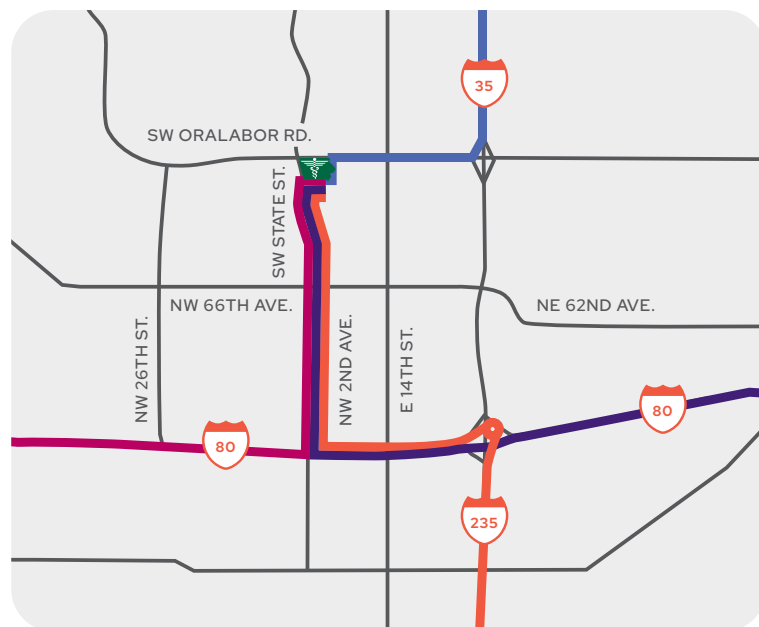 35
SW ORALABOR RD.
SW STATE ST.
NW 66TH AVE.
NE 62ND AVE.
NW 26TH ST.
NW 2ND AVE.
E 14TH ST.
80
80
235